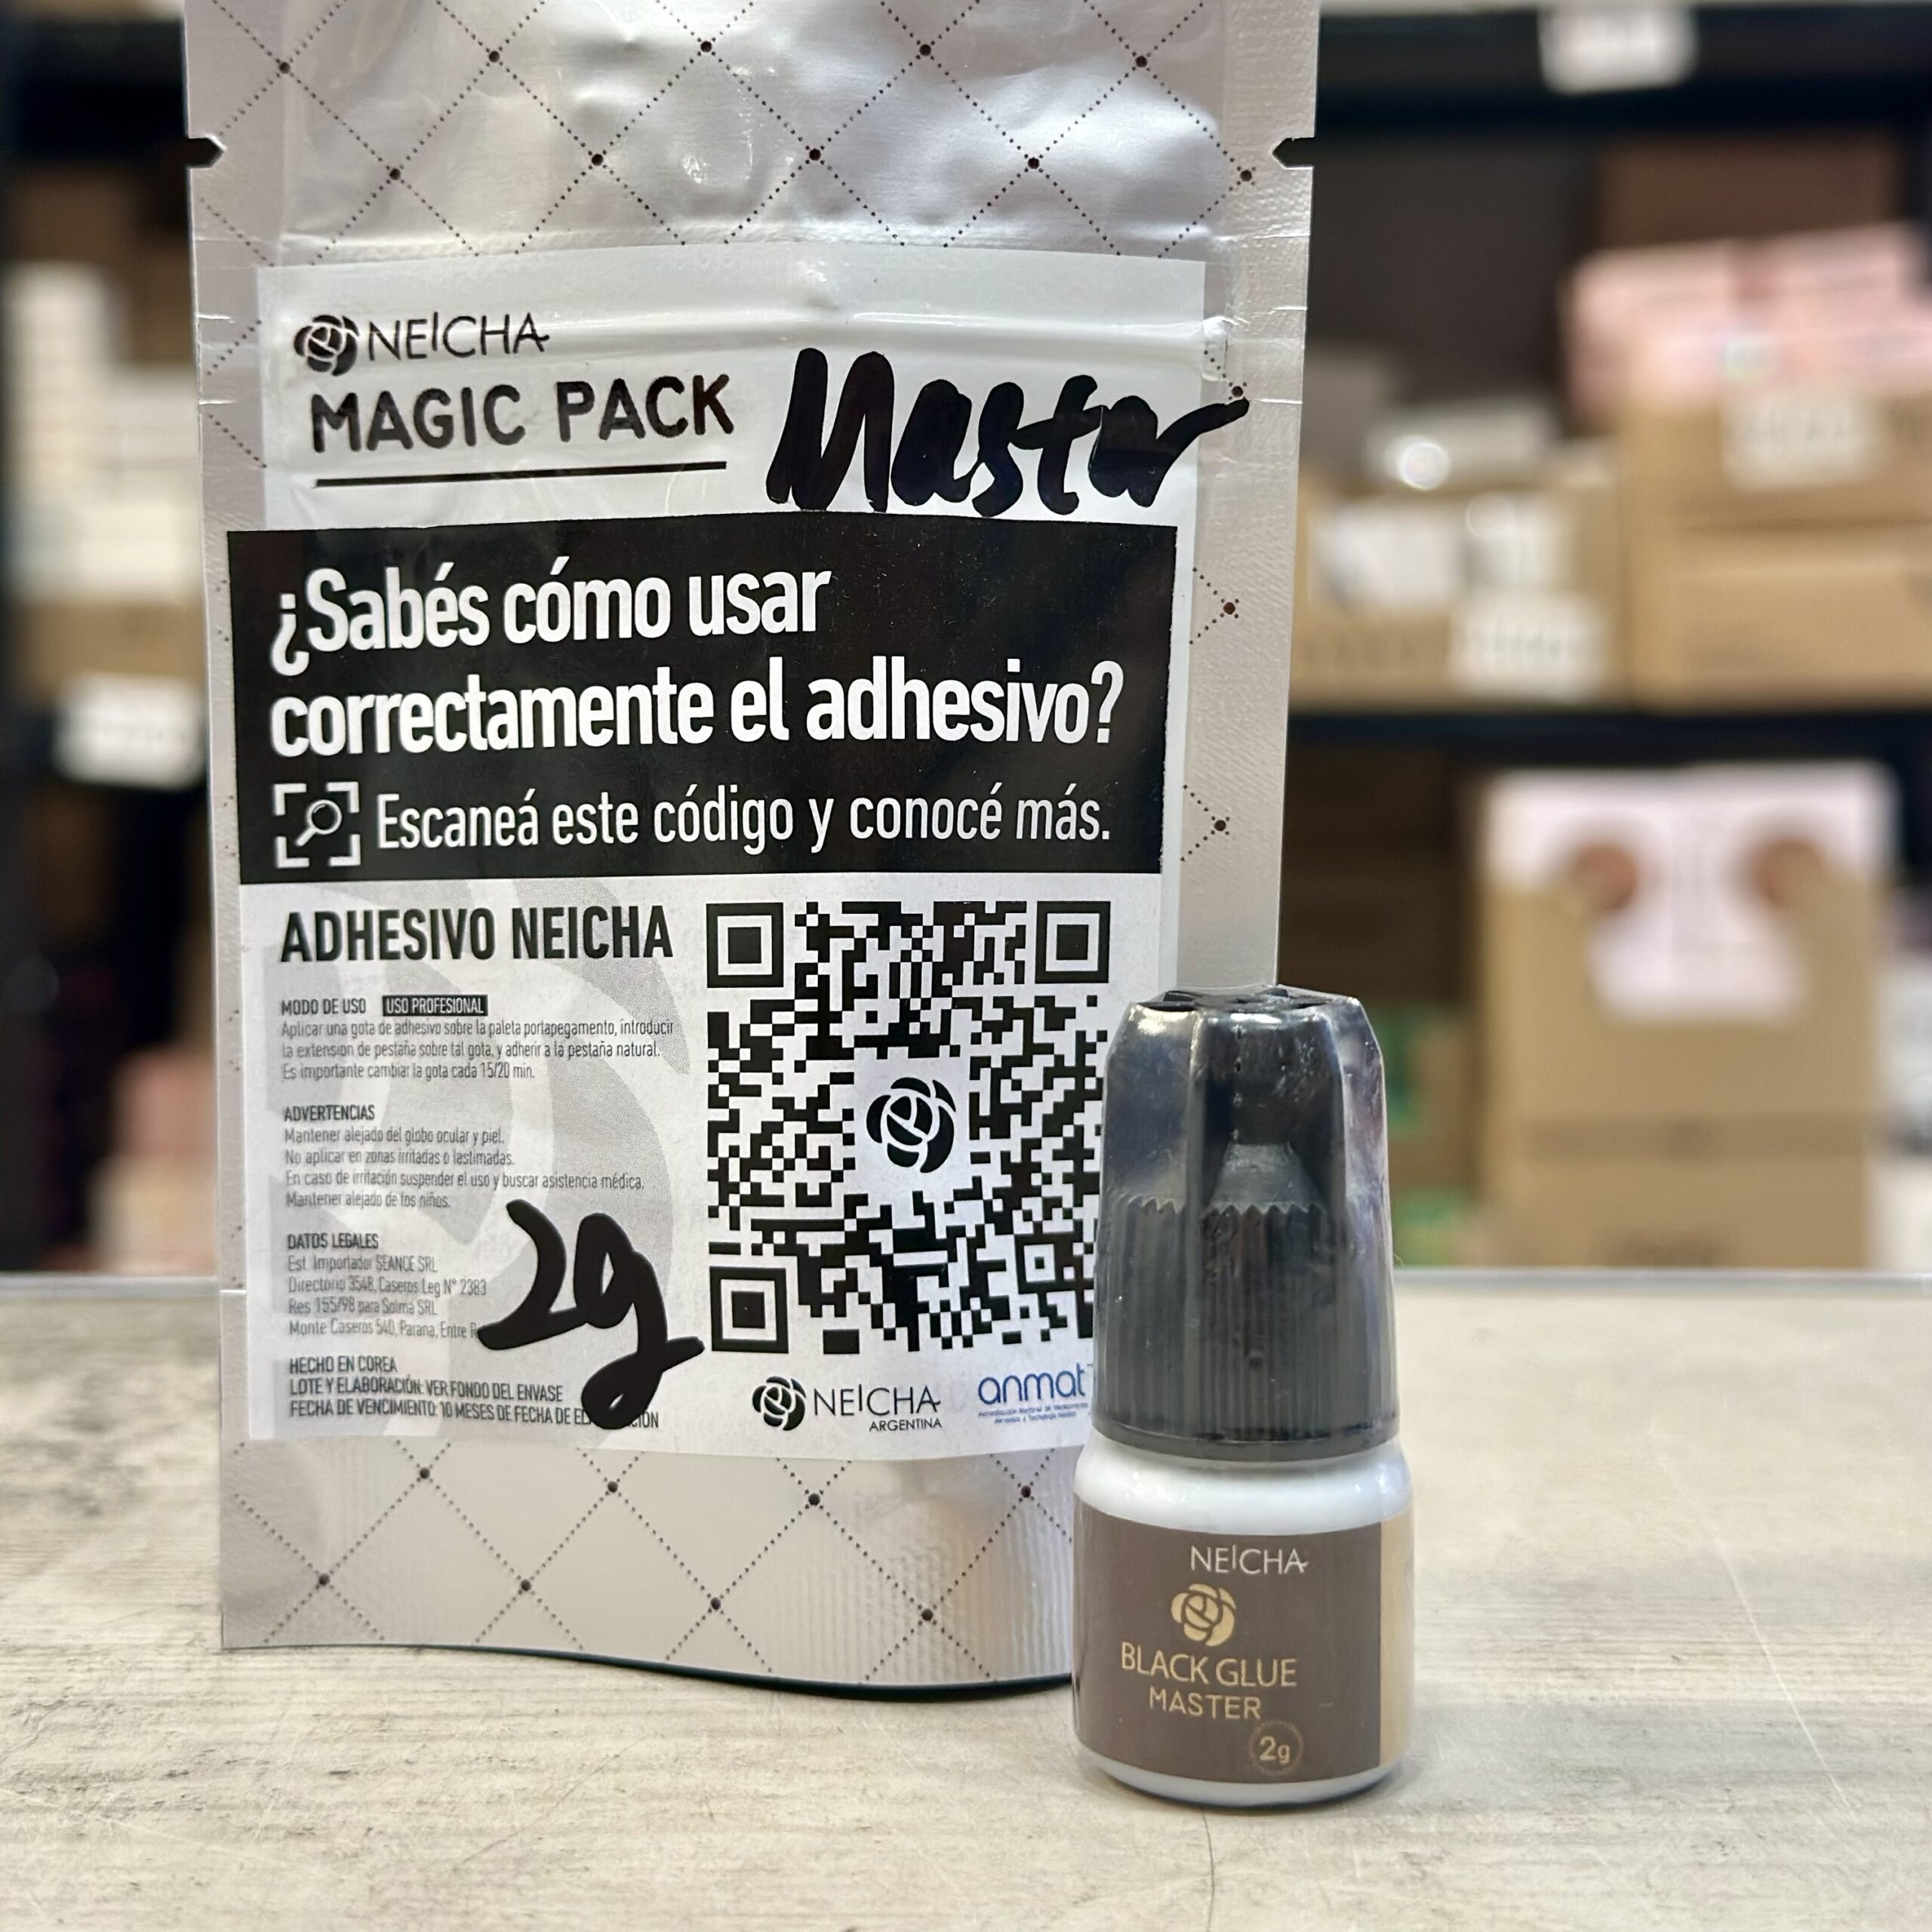 NEICHA
MAGIC PACK
Master
¿Sabés cómo usar
correctamente el adhesivo?
Escaneá este código y conocé más.
ADHESIVO NEICHA
MODO DE USO USO PROFESIONAL
Aplicar una gota de adhesivo sobre la paleta portapegamento, introducir
la extension de pestaña sobre tal gota, y adherir a la pestaña natural.
Es importante cambiar la gota cada 15/20 min.
ADVERTENCIAS
Mantener alejado del globo ocular y piel.
No aplicar en zonas irritadas o lastimadas.
En caso de irritación suspender el uso y buscar asistencia médica.
Mantener alejado de los niños.
2g
DATOS LEGALES
Est. Importador SEANCE SRL
Directorio 3548, Caseros Leg N° 2383
Res 155/98 para Solma SRL
Monte Caseros 540, Parana, Entre
HECHO EN COREA
LOTE Y ELABORACIÓN: VER FONDO DEL ENVASE
FECHA DE VENCIMIENTO: 10 MESES DE FECHA DE
NEICHA
ARGENTINA
anmat
NEICHA
BLACK GLUE
MASTER
2g